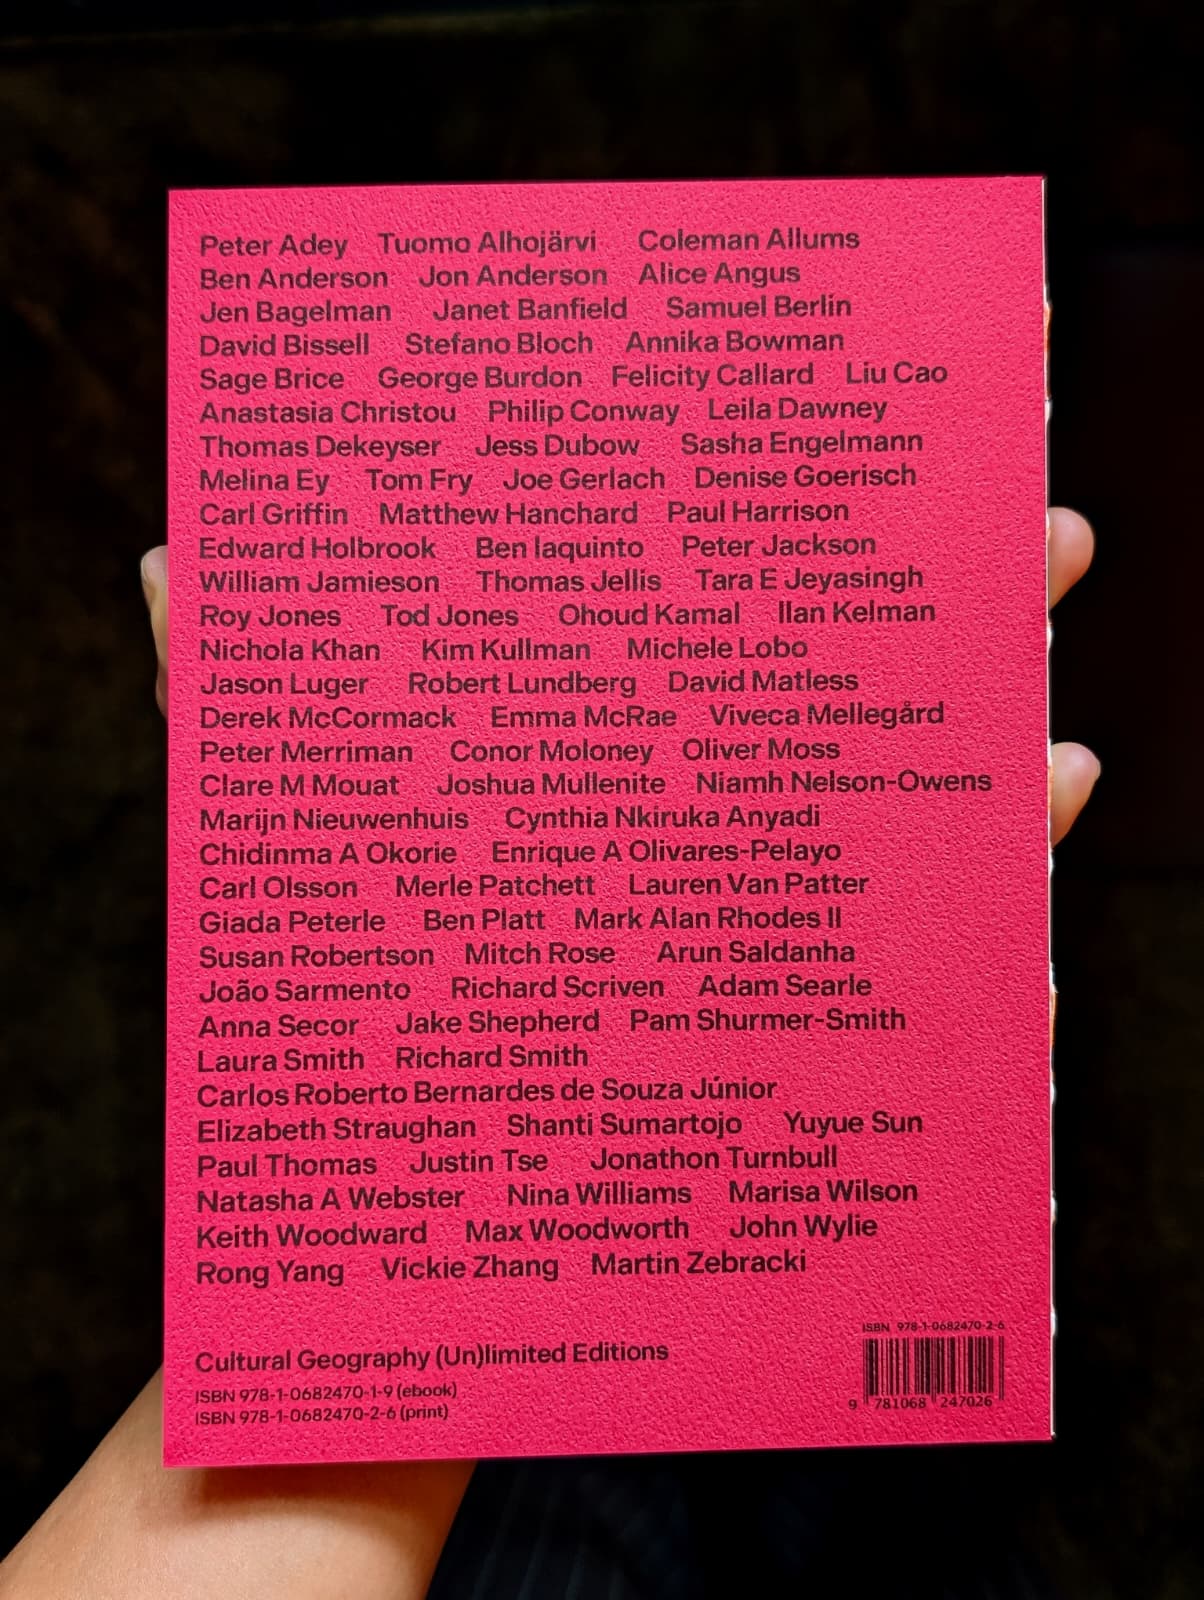 Peter Adey Tuomo Alhojärvi Coleman Allums
Ben Anderson Jon Anderson Alice Angus
Jen Bagelman Janet Banfield Samuel Berlin
David Bissell Stefano Bloch Annika Bowman
Sage Brice George Burdon Felicity Callard Liu Cao
Anastasia Christou Philip Conway Leila Dawney
Thomas Dekeyser Jess Dubow Sasha Engelmann
Melina Ey Tom Fry Joe Gerlach Denise Goerisch
Carl Griffin Matthew Hanchard Paul Harrison
Edward Holbrook Ben Iaquinto Peter Jackson
William Jamieson Thomas Jellis Tara E Jeyasingh
Roy Jones Tod Jones Ohoud Kamal Ilan Kelman
Nichola Khan Kim Kullman Michele Lobo
Jason Luger Robert Lundberg David Matless
Derek McCormack Emma McRae Viveca Mellegård
Peter Merriman Conor Moloney Oliver Moss
Clare M Mouat Joshua Mullenite Niamh Nelson-Owens
Marijn Nieuwenhuis Cynthia Nkiruka Anyadi
Chidinma A Okorie Enrique A Olivares-Pelayo
Carl Olsson Merle Patchett Lauren Van Patter
Giada Peterle Ben Platt Mark Alan Rhodes II
Susan Robertson Mitch Rose Arun Saldanha
João Sarmento Richard Scriven Adam Searle
Anna Secor Jake Shepherd Pam Shurmer-Smith
Laura Smith Richard Smith
Carlos Roberto Bernardes de Souza Júnior
Elizabeth Straughan Shanti Sumartojo Yuyue Sun
Paul Thomas Justin Tse Jonathon Turnbull
Natasha A Webster Nina Williams Marisa Wilson
Keith Woodward Max Woodworth John Wylie
Rong Yang Vickie Zhang Martin Zebracki
Cultural Geography (Un)limited Editions
ISBN 978-1-0682470-1-9 (ebook)
ISBN 978-1-0682470-2-6 (print)
ISBN 978-1-0682470-2-6
9 781068 247026